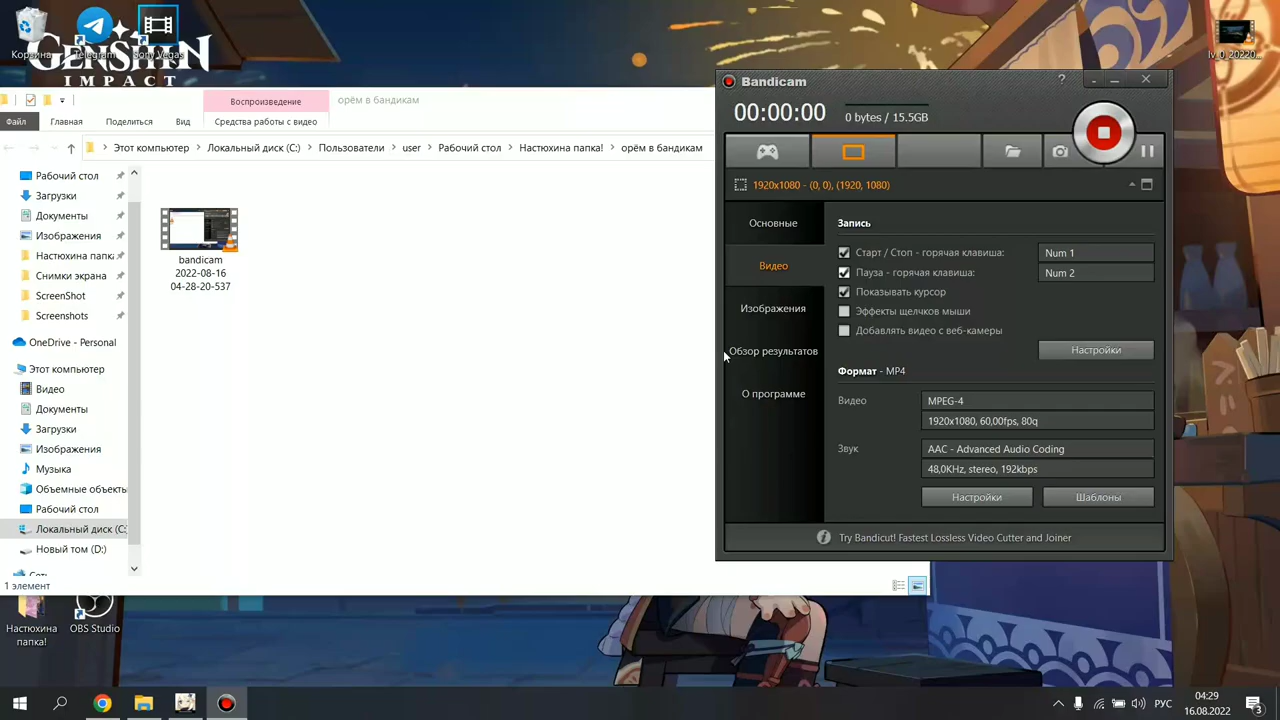 Корзина
Telegram
Sony Vegas
GENSHIN
IMPACT
lv_0_20220...
Воспроизведение
орём в бандикам
Файл
Главная
Поделиться
Вид
Средства работы с видео
Этот компьютер
Локальный диск (C:)
Пользователи
user
Рабочий стол
Настюхина папка!
орём в бандикам
Рабочий стол
Загрузки
Документы
Изображения
Настюхина папка
Снимки экрана
ScreenShot
Screenshots
OneDrive - Personal
Этот компьютер
Видео
Документы
Загрузки
Изображения
Музыка
Объемные объекты
Рабочий стол
Локальный диск (C:)
Новый том (D:)
Сеть
1 элемент
bandicam
2022-08-16
04-28-20-537
Bandicam
?
00:00:00
0 bytes / 15.5GB
1920x1080 - (0, 0), (1920, 1080)
Основные
Видео
Изображения
Обзор результатов
О программе
Запись
Старт / Стоп - горячая клавиша:
Num 1
Пауза - горячая клавиша:
Num 2
Показывать курсор
Эффекты щелчков мыши
Добавлять видео с веб-камеры
Настройки
Формат - MP4
Видео
MPEG-4
1920x1080, 60,00fps, 80q
Звук
AAC - Advanced Audio Coding
48,0KHz, stereo, 192kbps
Настройки
Шаблоны
Try Bandicut! Fastest Lossless Video Cutter and Joiner
Настюхина
папка!
OBS Studio
РУС
04:29
16.08.2022
3